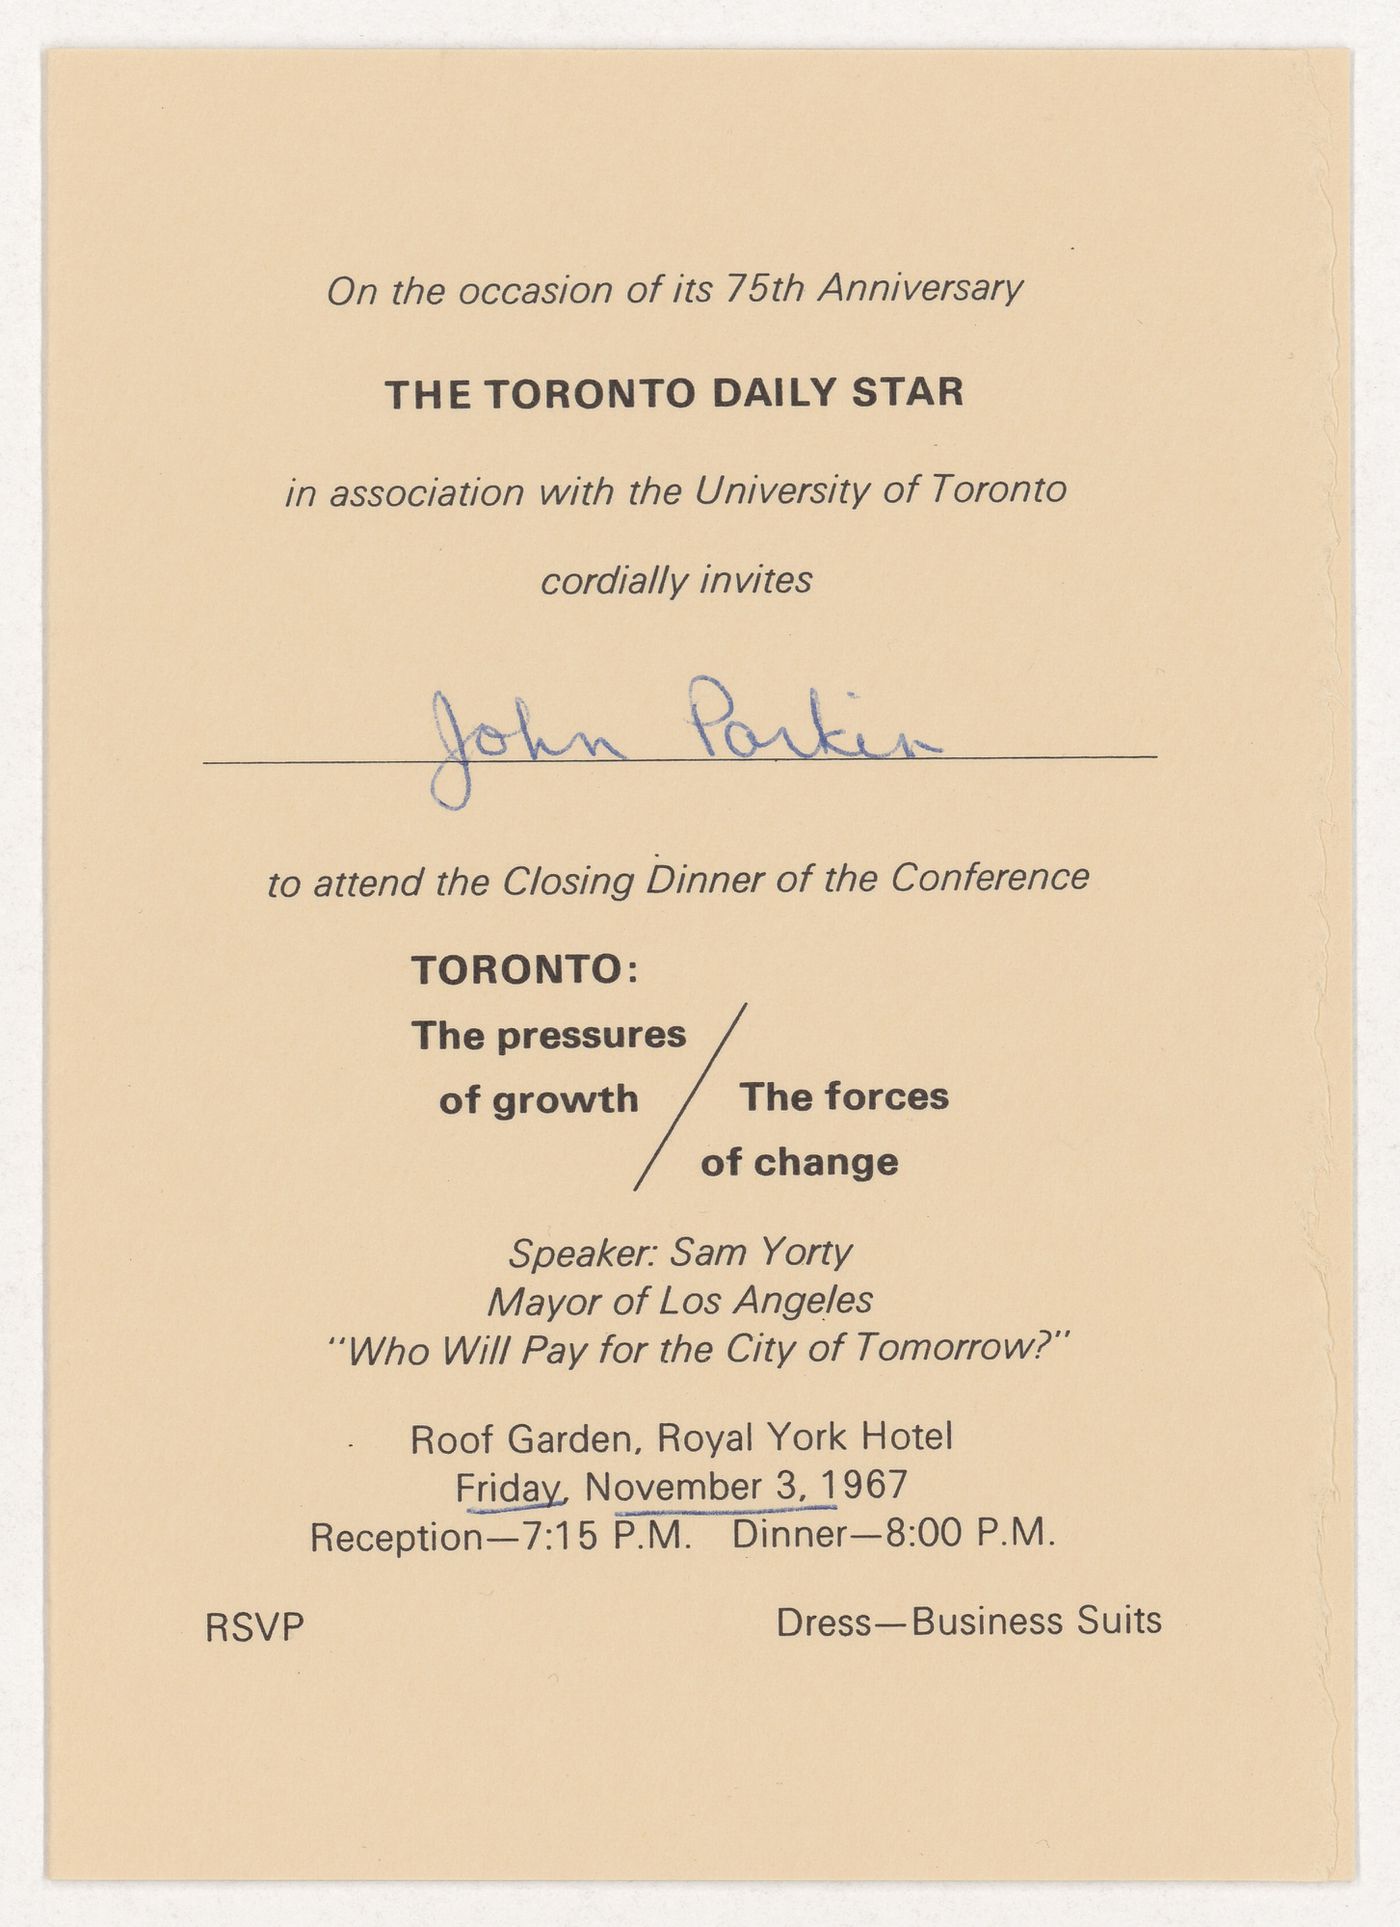 On the occasion of its 75th Anniversary
THE TORONTO DAILY STAR
in association with the University of Toronto
cordially invites
John Parkin
to attend the Closing Dinner of the Conference
TORONTO:
The pressures
of growth / The forces
of change
Speaker: Sam Yorty
Mayor of Los Angeles
"Who Will Pay for the City of Tomorrow?"
Roof Garden, Royal York Hotel
Friday, November 3, 1967
Reception—7:15 P.M. Dinner—8:00 P.M.
RSVP Dress—Business Suits